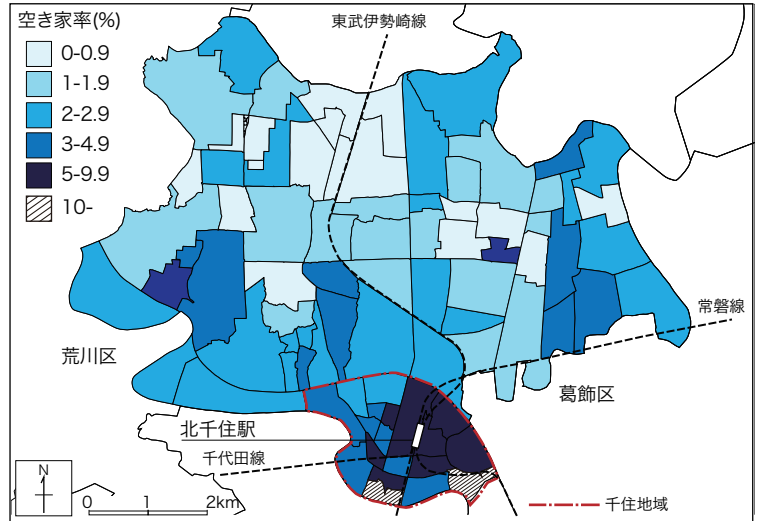 空き家率(%)
0-0.9
1-1.9
2-2.9
3-4.9
5-9.9
10-
東武伊勢崎線
常磐線
荒川区
葛飾区
北千住駅
千代田線
N
0 1 2km
千住地域